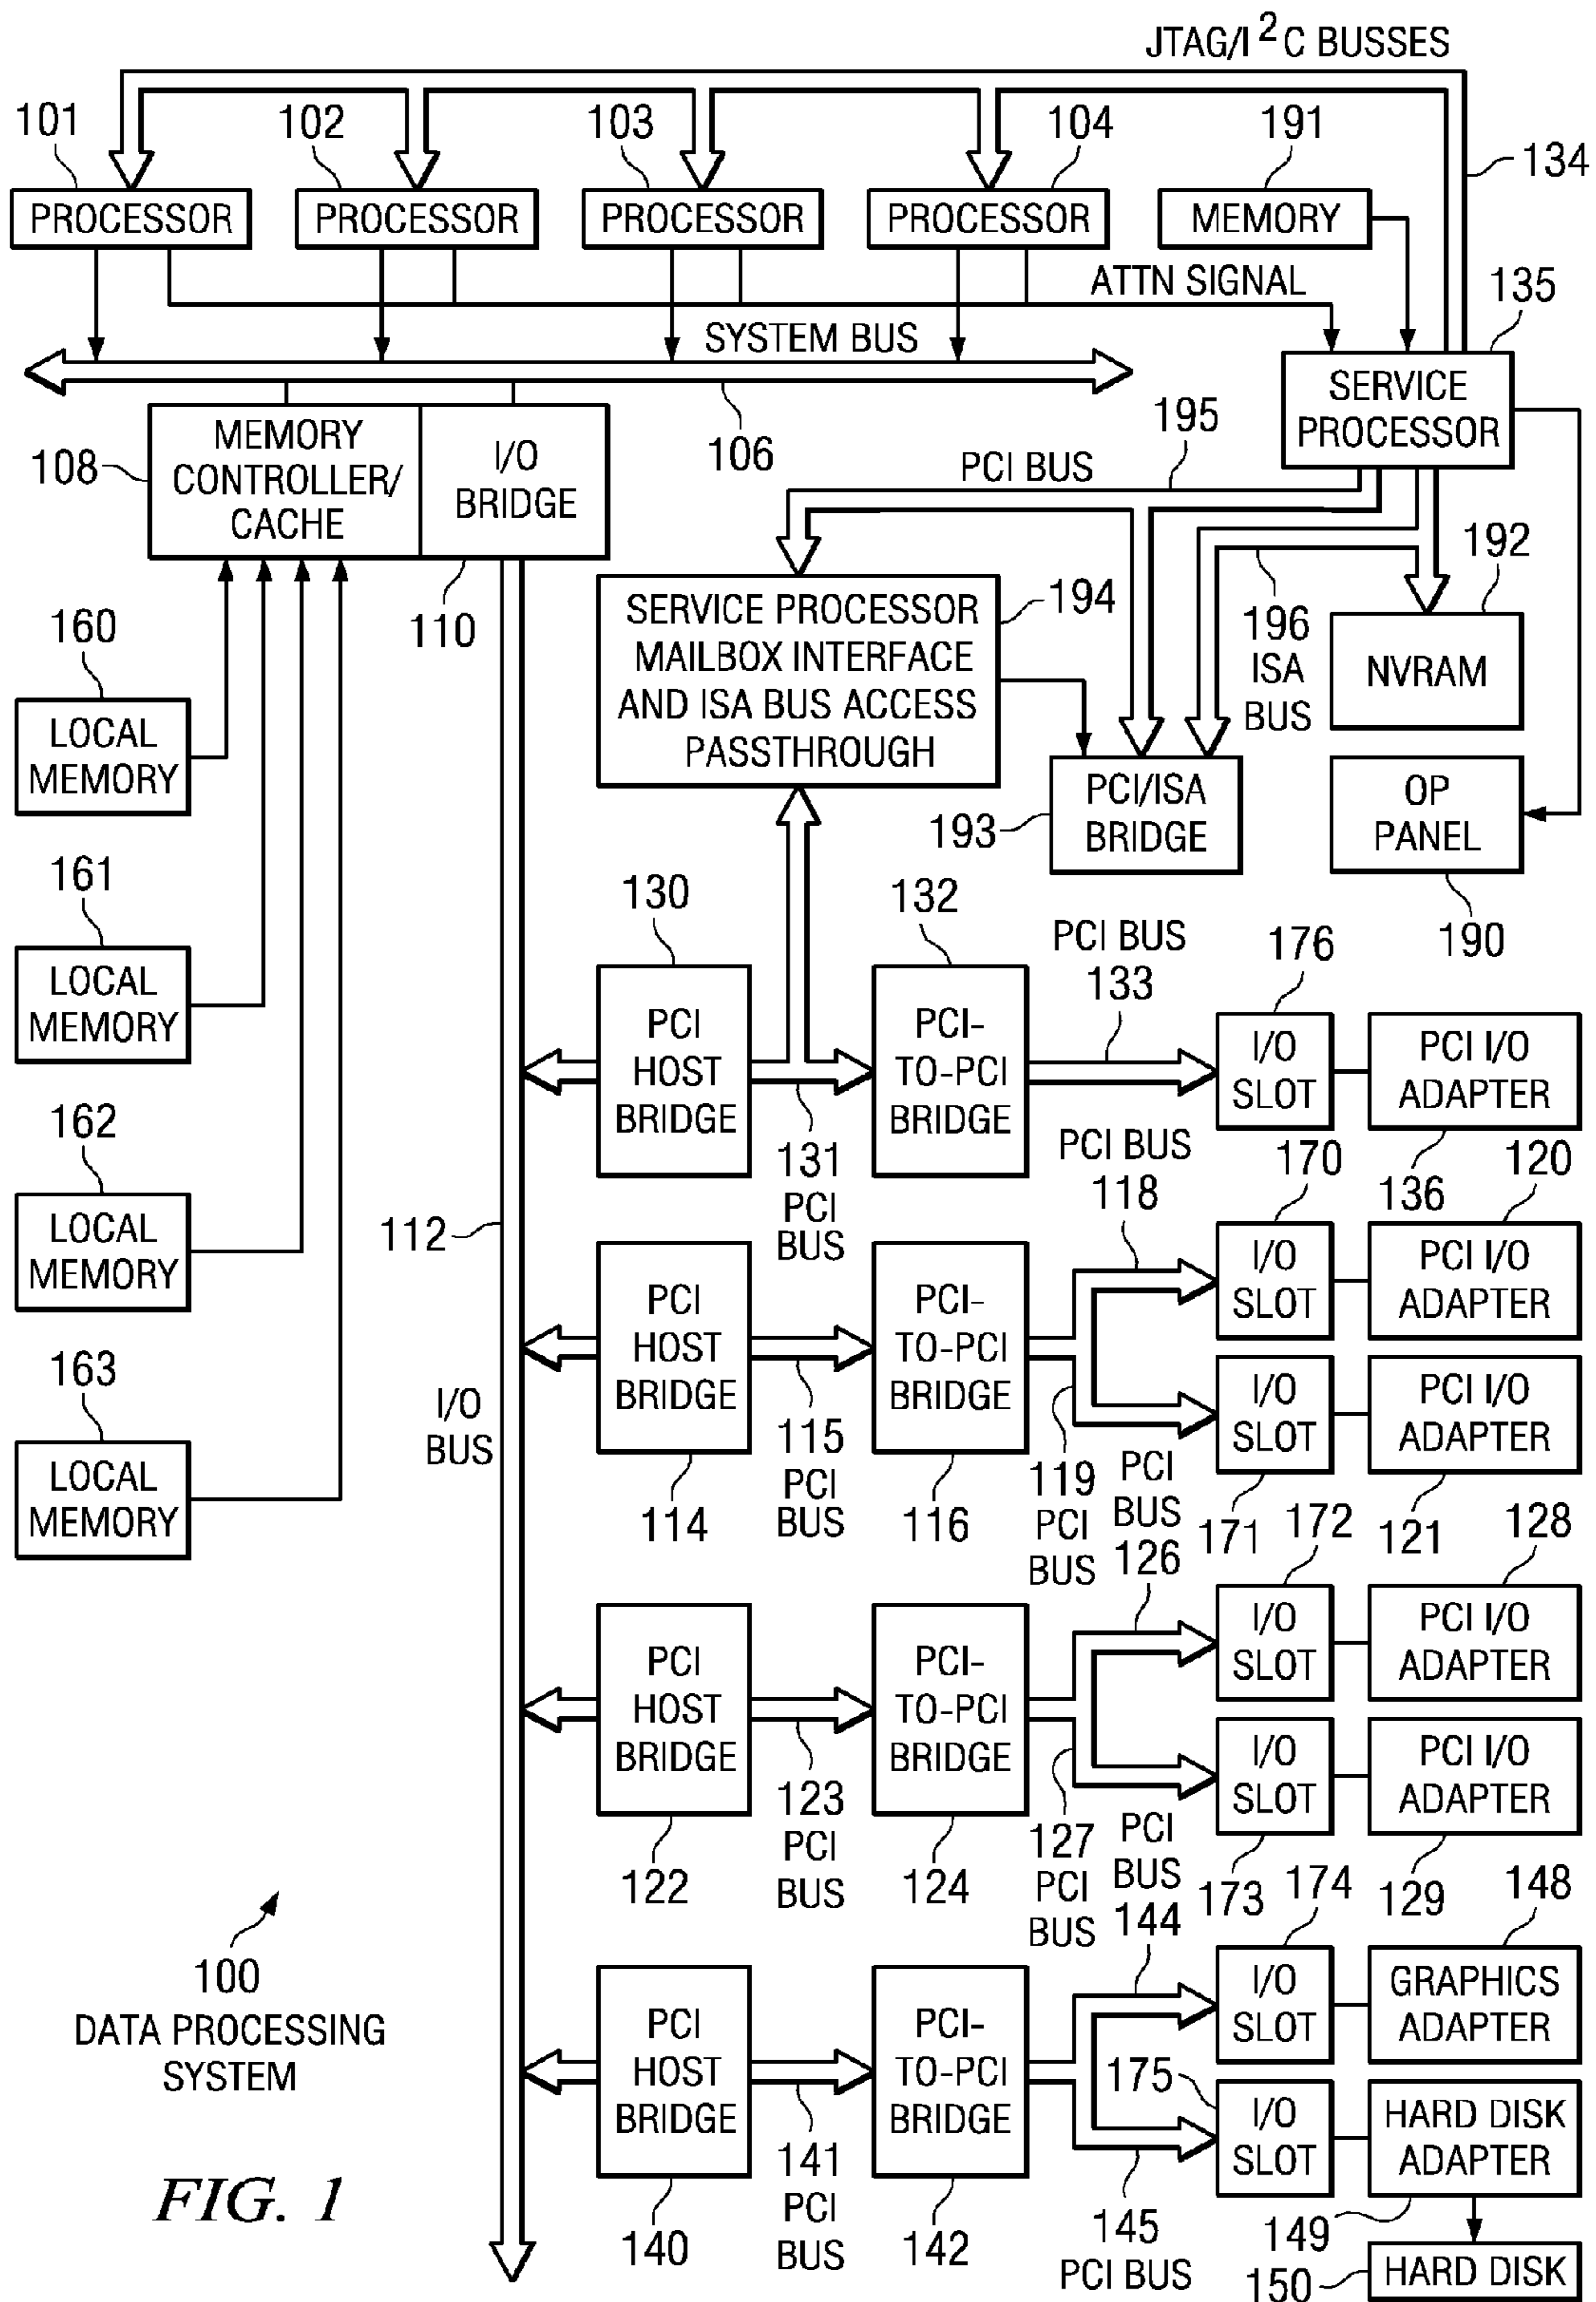 JTAG/I²C BUSSES
101
102
103
104
191
134
PROCESSOR
PROCESSOR
PROCESSOR
PROCESSOR
MEMORY
ATTN SIGNAL
135
SYSTEM BUS
SERVICE
PROCESSOR
108
MEMORY
CONTROLLER/
CACHE
I/O
BRIDGE
106
195
PCI BUS
110
192
160
LOCAL
MEMORY
SERVICE PROCESSOR
MAILBOX INTERFACE
AND ISA BUS ACCESS
PASSTHROUGH
194
196
ISA
BUS
NVRAM
193
PCI/ISA
BRIDGE
OP
PANEL
190
161
LOCAL
MEMORY
130
PCI
HOST
BRIDGE
132
PCI-
TO-PCI
BRIDGE
PCI BUS
133
176
I/O
SLOT
PCI I/O
ADAPTER
136
131
PCI
BUS
162
LOCAL
MEMORY
112
PCI BUS
118
170
120
PCI
HOST
BRIDGE
PCI-
TO-PCI
BRIDGE
I/O
SLOT
PCI I/O
ADAPTER
163
LOCAL
MEMORY
I/O
BUS
I/O
SLOT
PCI I/O
ADAPTER
114
115
PCI
BUS
116
119
PCI
BUS
PCI
BUS
126
171
172
121
128
PCI
HOST
BRIDGE
PCI-
TO-PCI
BRIDGE
I/O
SLOT
PCI I/O
ADAPTER
I/O
SLOT
PCI I/O
ADAPTER
122
123
PCI
BUS
124
127
PCI
BUS
PCI
BUS
144
173
174
129
148
100
DATA PROCESSING
SYSTEM
PCI
HOST
BRIDGE
PCI-
TO-PCI
BRIDGE
I/O
SLOT
GRAPHICS
ADAPTER
175
I/O
SLOT
HARD DISK
ADAPTER
FIG. 1
140
141
PCI
BUS
142
145
PCI BUS
149
150
HARD DISK